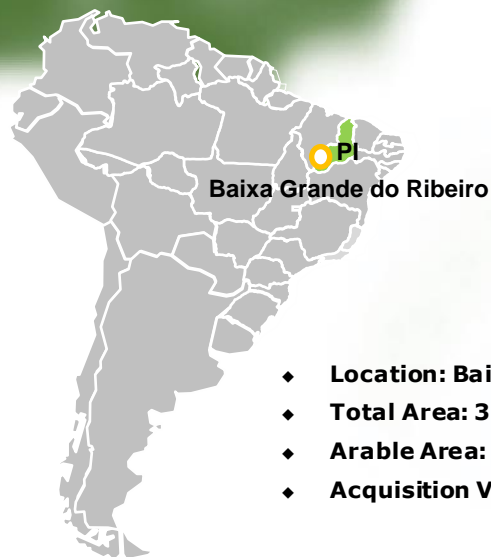 PI
Baixa Grande do Ribeiro
◆ Location: Bai
◆ Total Area: 3
◆ Arable Area:
◆ Acquisition V